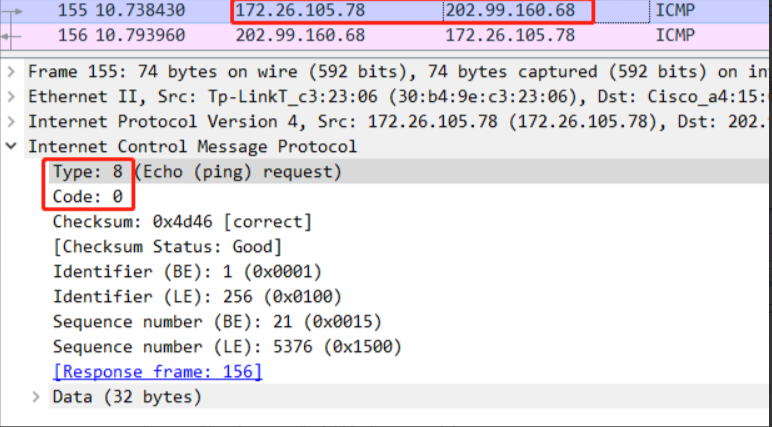 155 10.738430 172.26.105.78 202.99.160.68 ICMP
156 10.793960 202.99.160.68 172.26.105.78 ICMP
Frame 155: 74 bytes on wire (592 bits), 74 bytes captured (592 bits) on in
Ethernet II, Src: Tp-LinkT_c3:23:06 (30:b4:9e:c3:23:06), Dst: Cisco_a4:15:
Internet Protocol Version 4, Src: 172.26.105.78 (172.26.105.78), Dst: 202.
Internet Control Message Protocol
Type: 8 (Echo (ping) request)
Code: 0
Checksum: 0x4d46 [correct]
[Checksum Status: Good]
Identifier (BE): 1 (0x0001)
Identifier (LE): 256 (0x0100)
Sequence number (BE): 21 (0x0015)
Sequence number (LE): 5376 (0x1500)
[Response frame: 156]
Data (32 bytes)